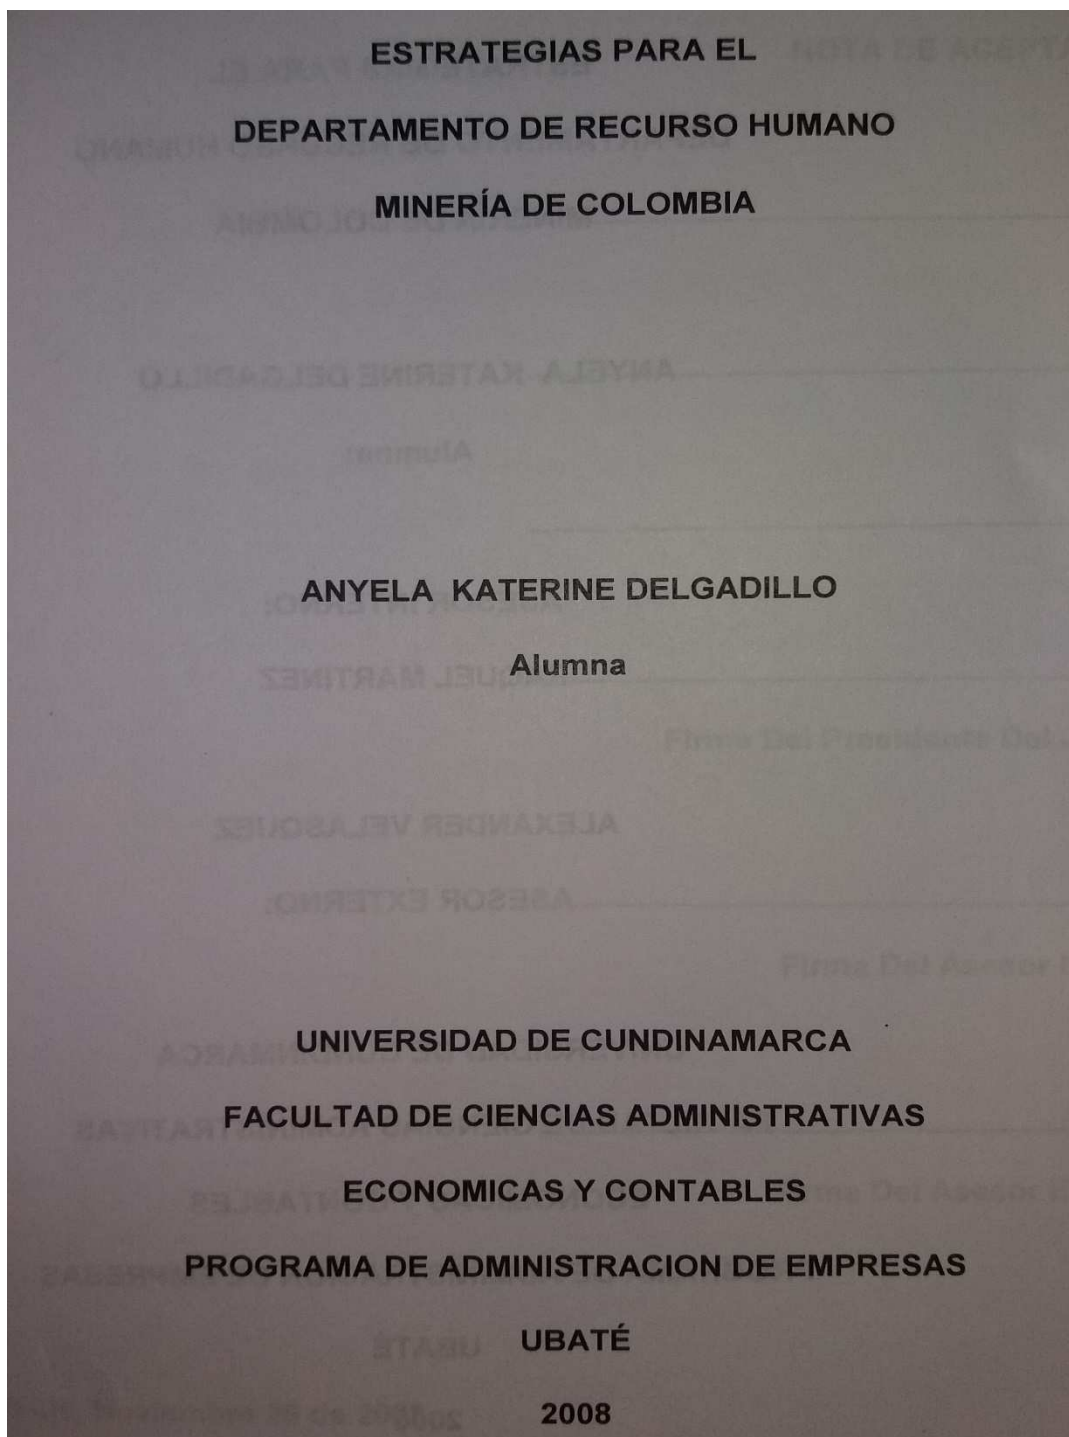 ESTRATEGIAS PARA EL
DEPARTAMENTO DE RECURSO HUMANO
MINERÍA DE COLOMBIA
ANYELA KATERINE DELGADILLO
Alumna
UNIVERSIDAD DE CUNDINAMARCA
FACULTAD DE CIENCIAS ADMINISTRATIVAS
ECONOMICAS Y CONTABLES
PROGRAMA DE ADMINISTRACION DE EMPRESAS
UBATÉ
2008